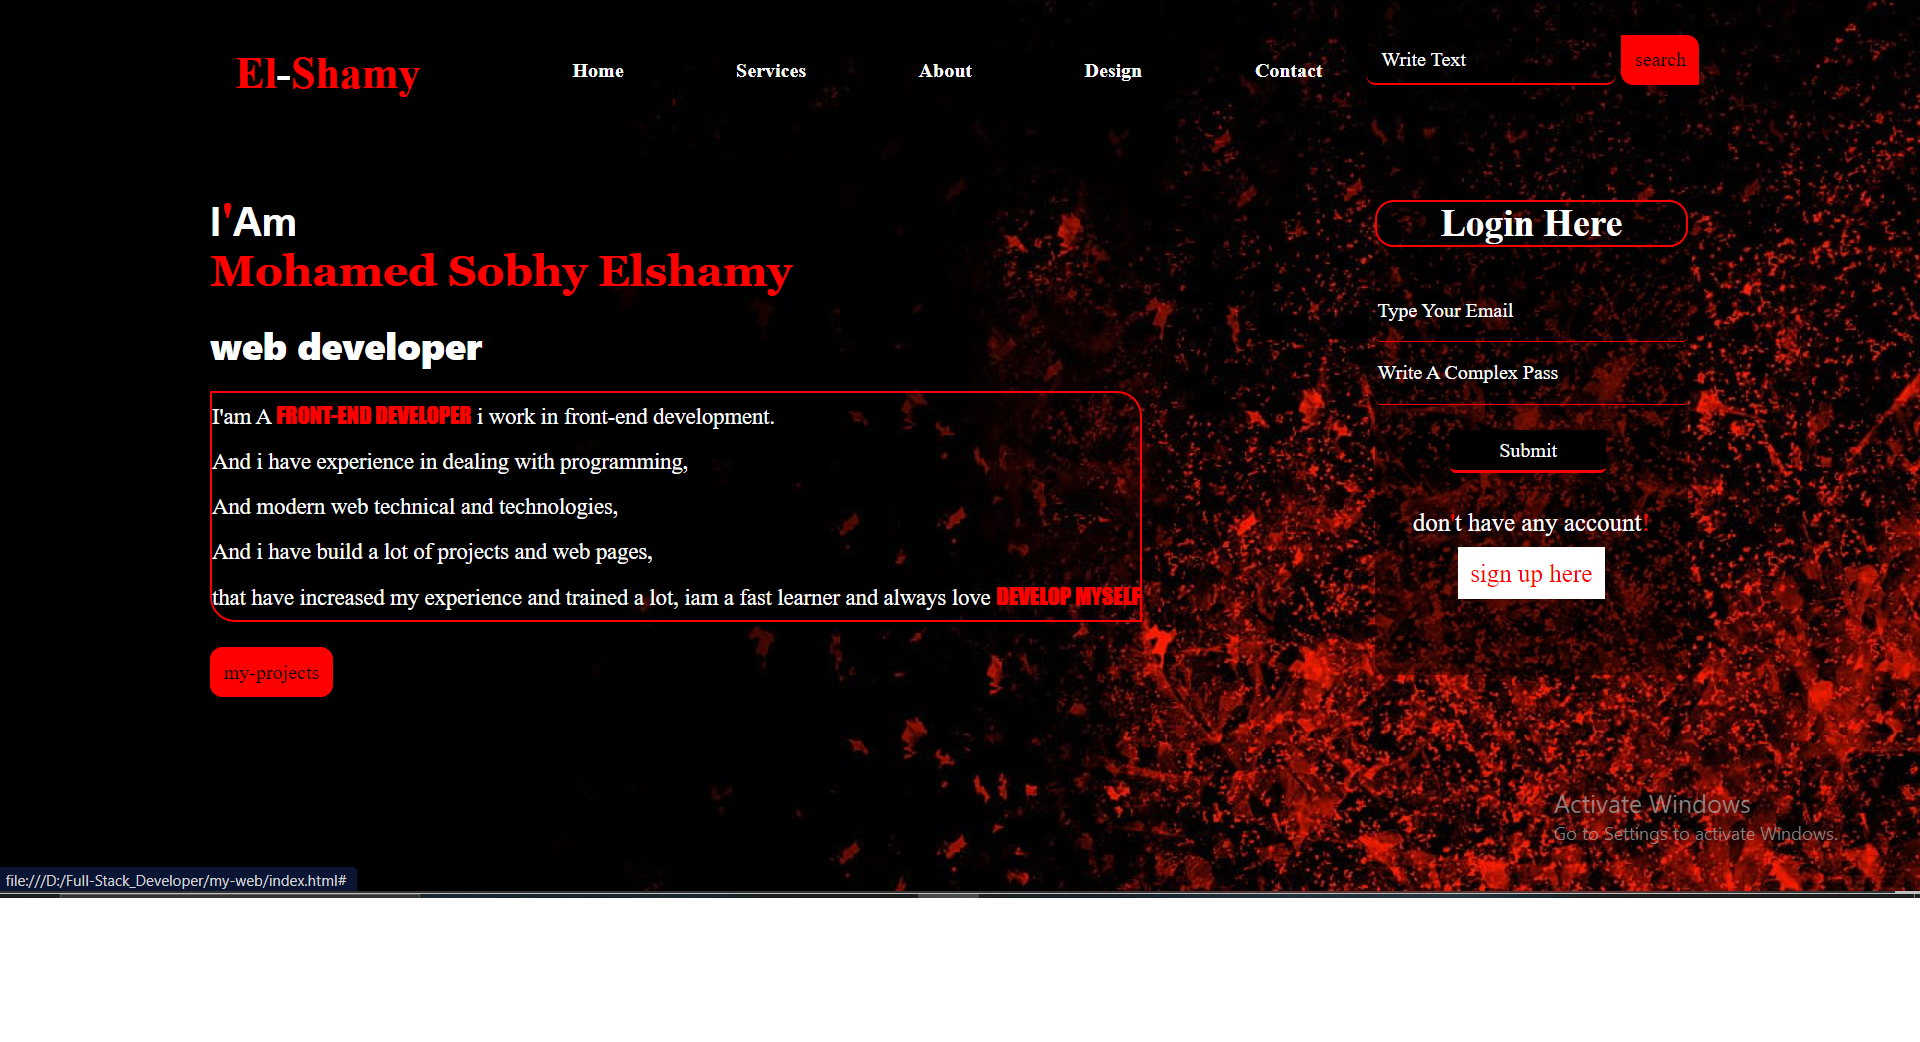 El-Shamy
Home Services About Design Contact
Write Text
search
I'Am
Mohamed Sobhy Elshamy
web developer
I'am A FRONT-END DEVELOPER i work in front-end development.
And i have experience in dealing with programming,
And modern web technical and technologies,
And i have build a lot of projects and web pages,
that have increased my experience and trained a lot, iam a fast learner and always love DEVELOP MYSELF
my-projects
Login Here
Type Your Email
Write A Complex Pass
Submit
don't have any account!
sign up here
Activate Windows
Go to Settings to activate Windows.
file:///D:/Full-Stack_Developer/my-web/index.html#